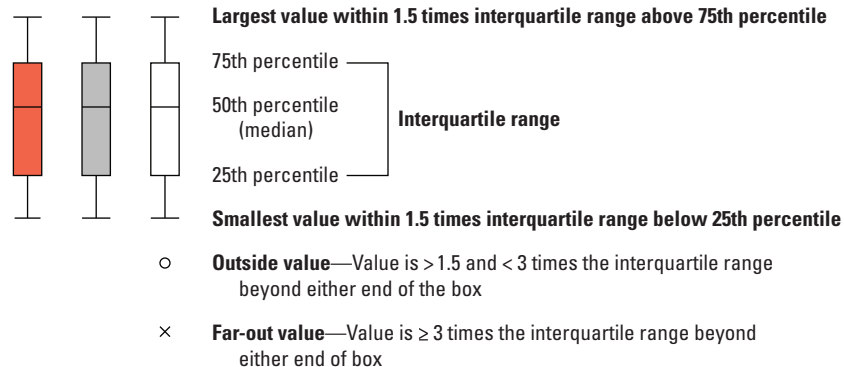 Largest value within 1.5 times interquartile range above 75th percentile
75th percentile
50th percentile
(median)
Interquartile range
25th percentile
Smallest value within 1.5 times interquartile range below 25th percentile
Outside value—Value is >1.5 and < 3 times the interquartile range
beyond either end of the box
Far-out value—Value is ≥ 3 times the interquartile range beyond
either end of box